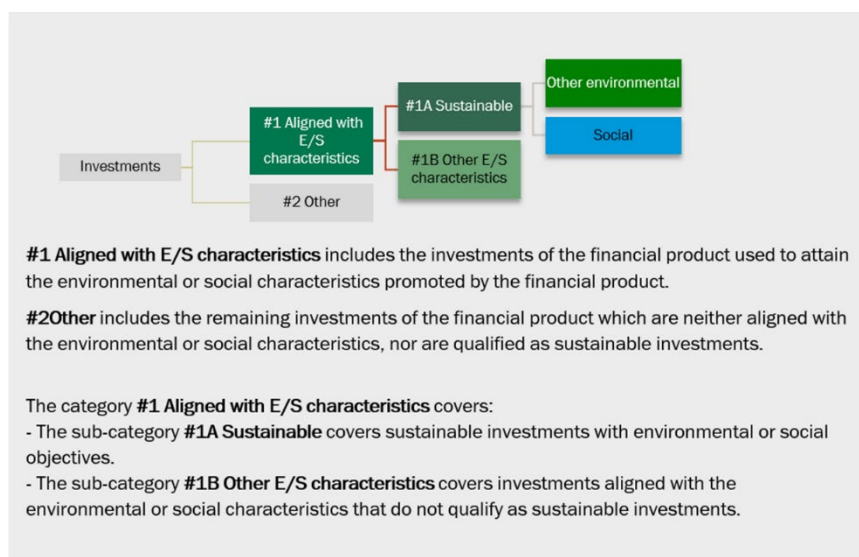 Other environmental
#1A Sustainable
#1 Aligned with
E/S
characteristics
Social
#1B Other E/S
characteristics
Investments
#2 Other
#1 Aligned with E/S characteristics includes the investments of the financial product used to attain
the environmental or social characteristics promoted by the financial product.
#2Other includes the remaining investments of the financial product which are neither aligned with
the environmental or social characteristics, nor are qualified as sustainable investments.
The category #1 Aligned with E/S characteristics covers:
- The sub-category #1A Sustainable covers sustainable investments with environmental or social
objectives.
- The sub-category #1B Other E/S characteristics covers investments aligned with the
environmental or social characteristics that do not qualify as sustainable investments.